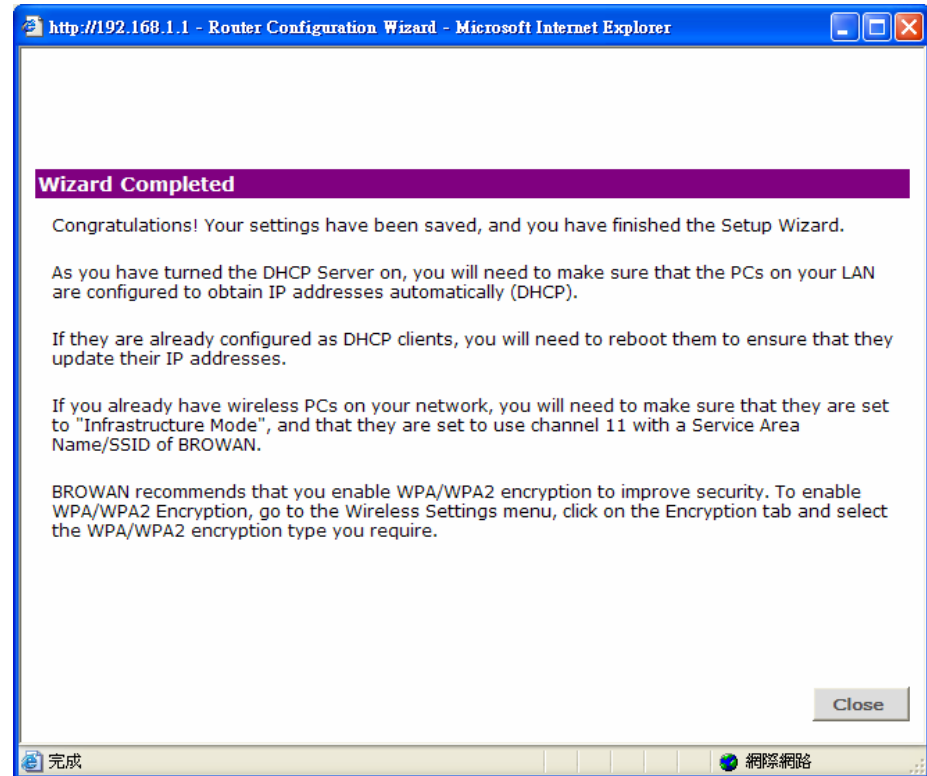 http://192.168.1.1 - Router Configuration Wizard - Microsoft Internet Explorer
Wizard Completed
Congratulations! Your settings have been saved, and you have finished the Setup Wizard.
As you have turned the DHCP Server on, you will need to make sure that the PCs on your LAN
are configured to obtain IP addresses automatically (DHCP).
If they are already configured as DHCP clients, you will need to reboot them to ensure that they
update their IP addresses.
If you already have wireless PCs on your network, you will need to make sure that they are set
to "Infrastructure Mode", and that they are set to use channel 11 with a Service Area
Name/SSID of BROWAN.
BROWAN recommends that you enable WPA/WPA2 encryption to improve security. To enable
WPA/WPA2 Encryption, go to the Wireless Settings menu, click on the Encryption tab and select
the WPA/WPA2 encryption type you require.
Close
完成
網際網路